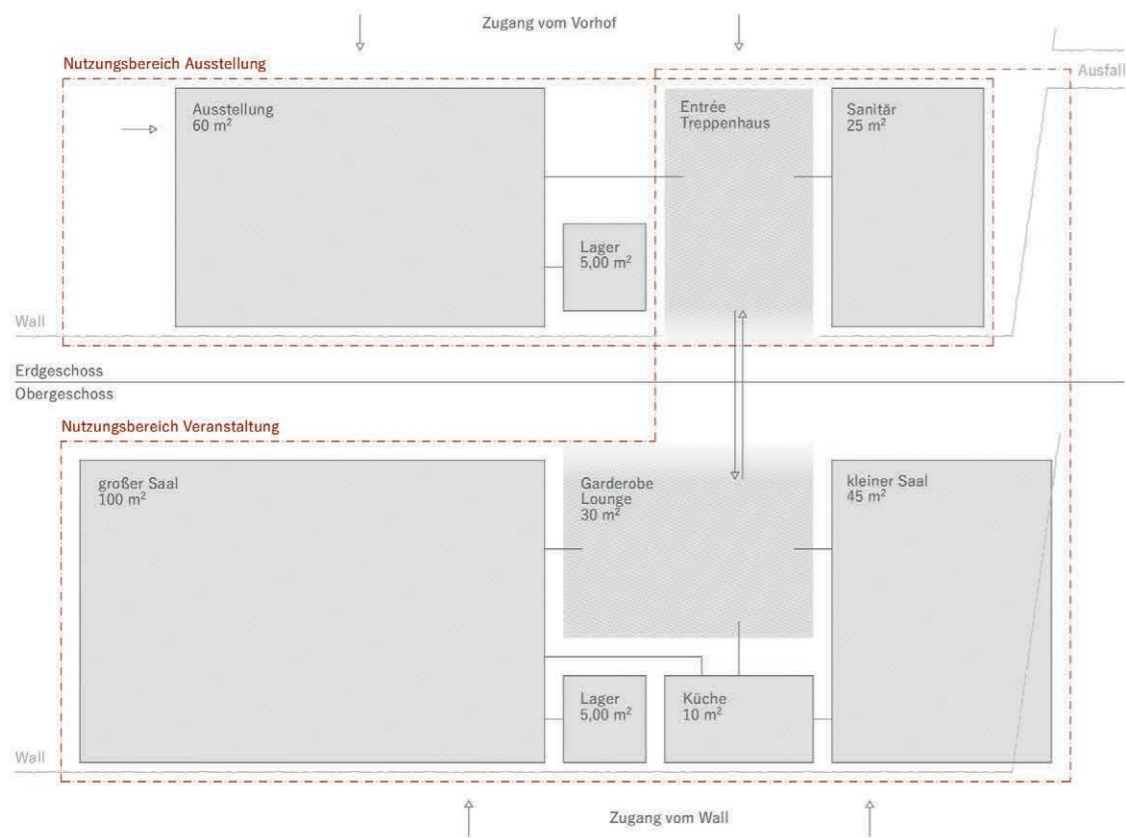 Zugang vom Vorhof
Nutzungsbereich Ausstellung
Ausfall
Ausstellung
60 m²
Entrée
Treppenhaus
Sanitär
25 m²
Lager
5,00 m²
Wall
Erdgeschoss
Obergeschoss
Nutzungsbereich Veranstaltung
großer Saal
100 m²
Garderobe
Lounge
30 m²
kleiner Saal
45 m²
Lager
5,00 m²
Küche
10 m²
Wall
Zugang vom Wall